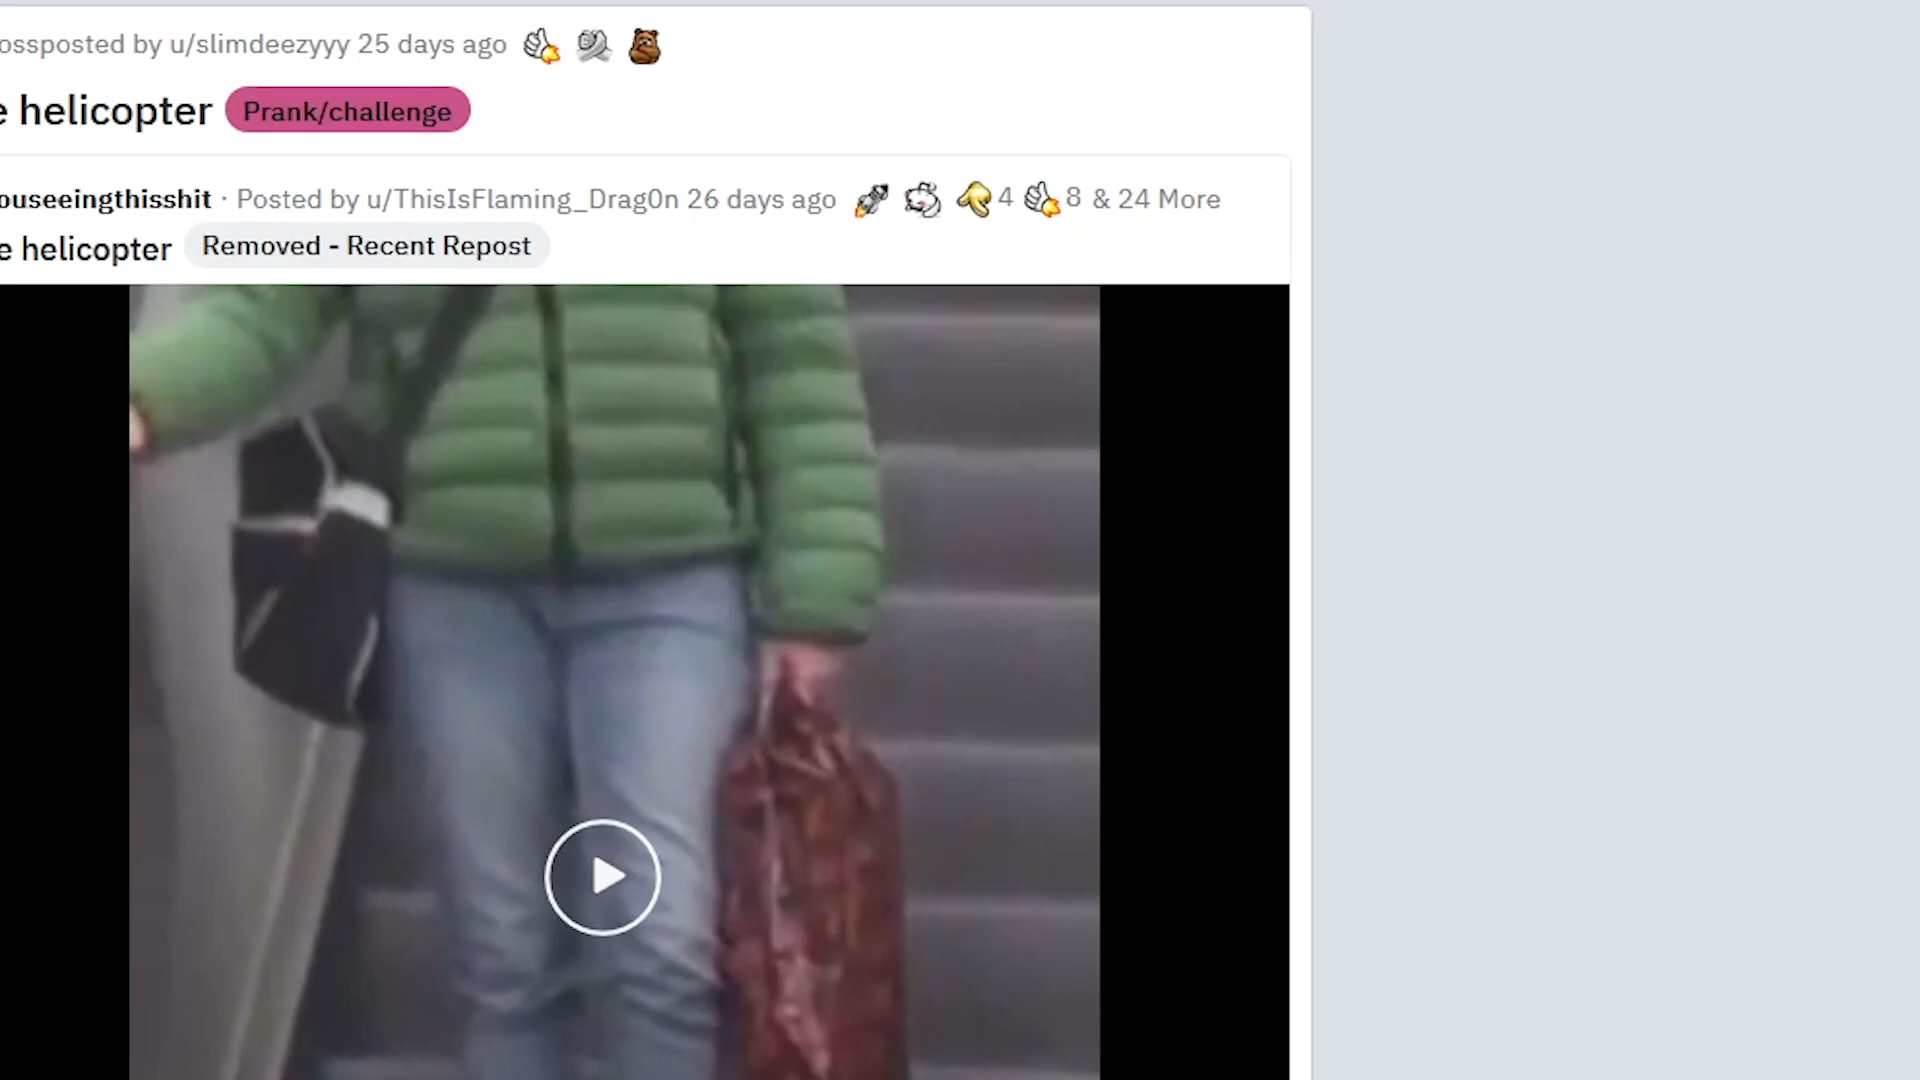 ossposted by u/slimdeezyyy 25 days ago
e helicopter Prank/challenge
ouseeingthisshit · Posted by u/ThisIsFlaming_Drag0n 26 days ago 4 8 & 24 More
e helicopter Removed - Recent Repost